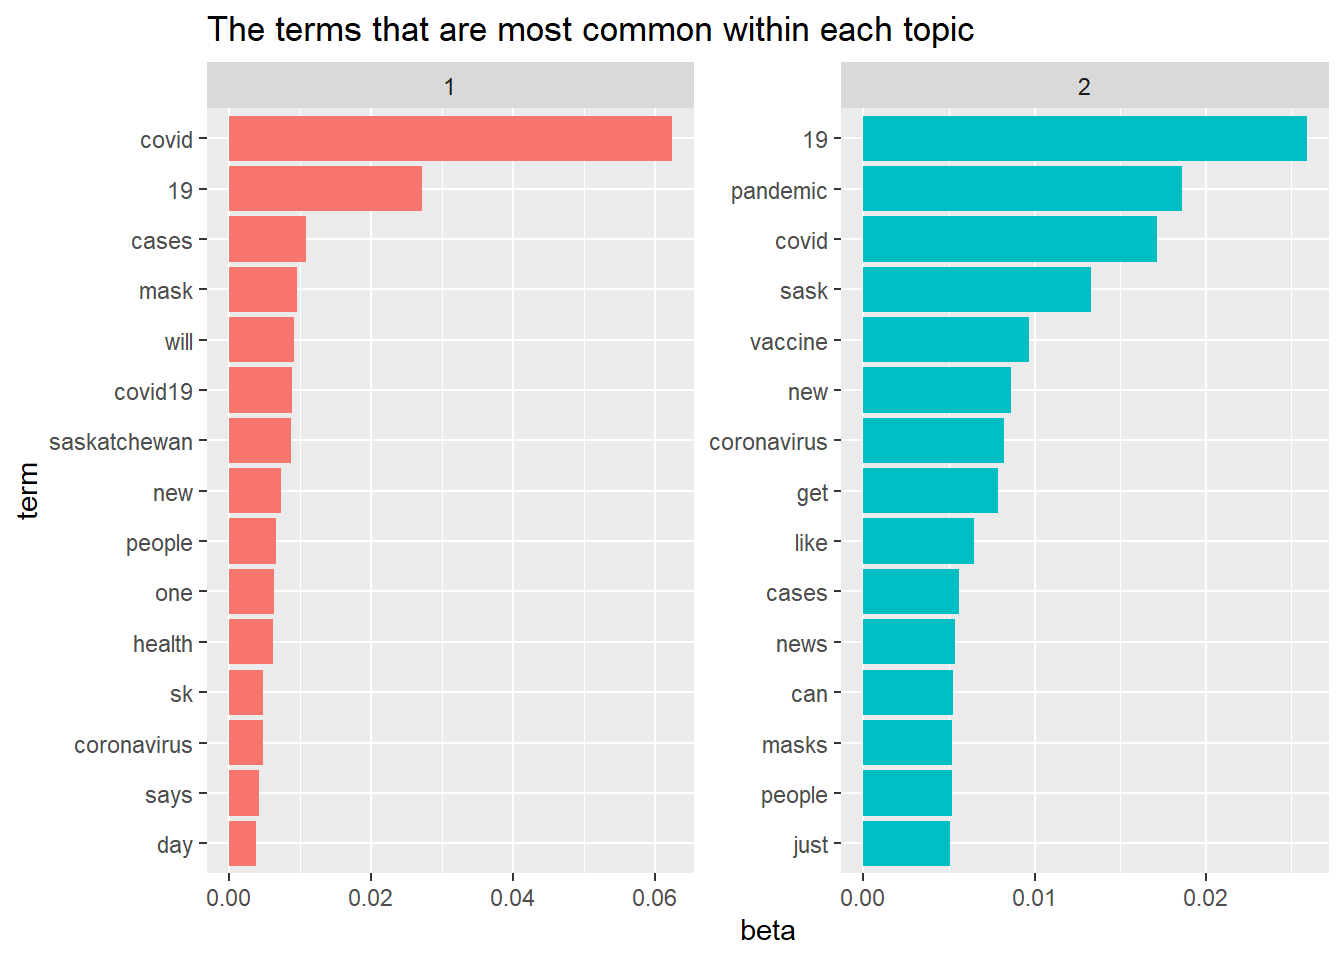 The terms that are most common within each topic
1
2
covid
19
cases
mask
will
covid19
saskatchewan
new
people
one
health
sk
coronavirus
says
day
19
pandemic
covid
sask
vaccine
new
coronavirus
get
like
cases
news
can
masks
people
just
term
0.00 0.02 0.04 0.06
0.00 0.01 0.02
beta